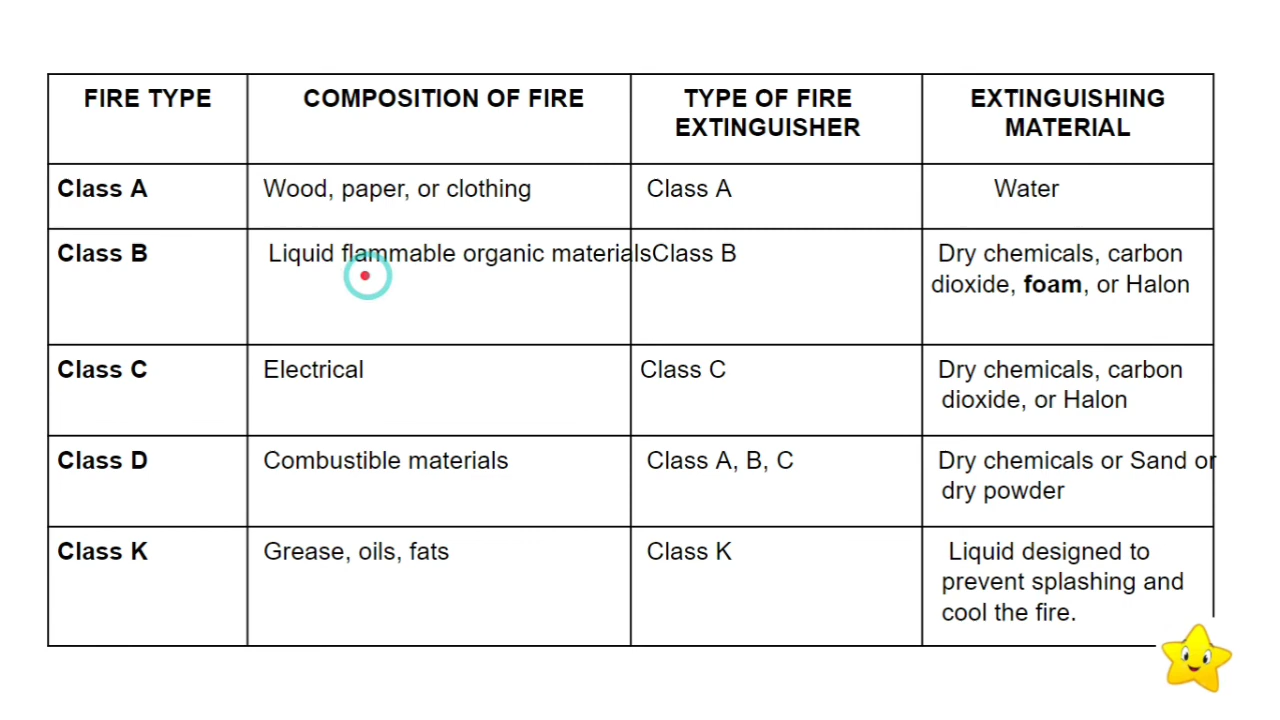 FIRE TYPE COMPOSITION OF FIRE TYPE OF FIRE EXTINGUISHING
EXTINGUISHER MATERIAL
Class A Wood, paper, or clothing Class A Water
Class B Liquid flammable organic materials Class B Dry chemicals, carbon
dioxide, foam, or Halon
Class C Electrical Class C Dry chemicals, carbon
dioxide, or Halon
Class D Combustible materials Class A, B, C Dry chemicals or Sand or
dry powder
Class K Grease, oils, fats Class K Liquid designed to
prevent splashing and
cool the fire.